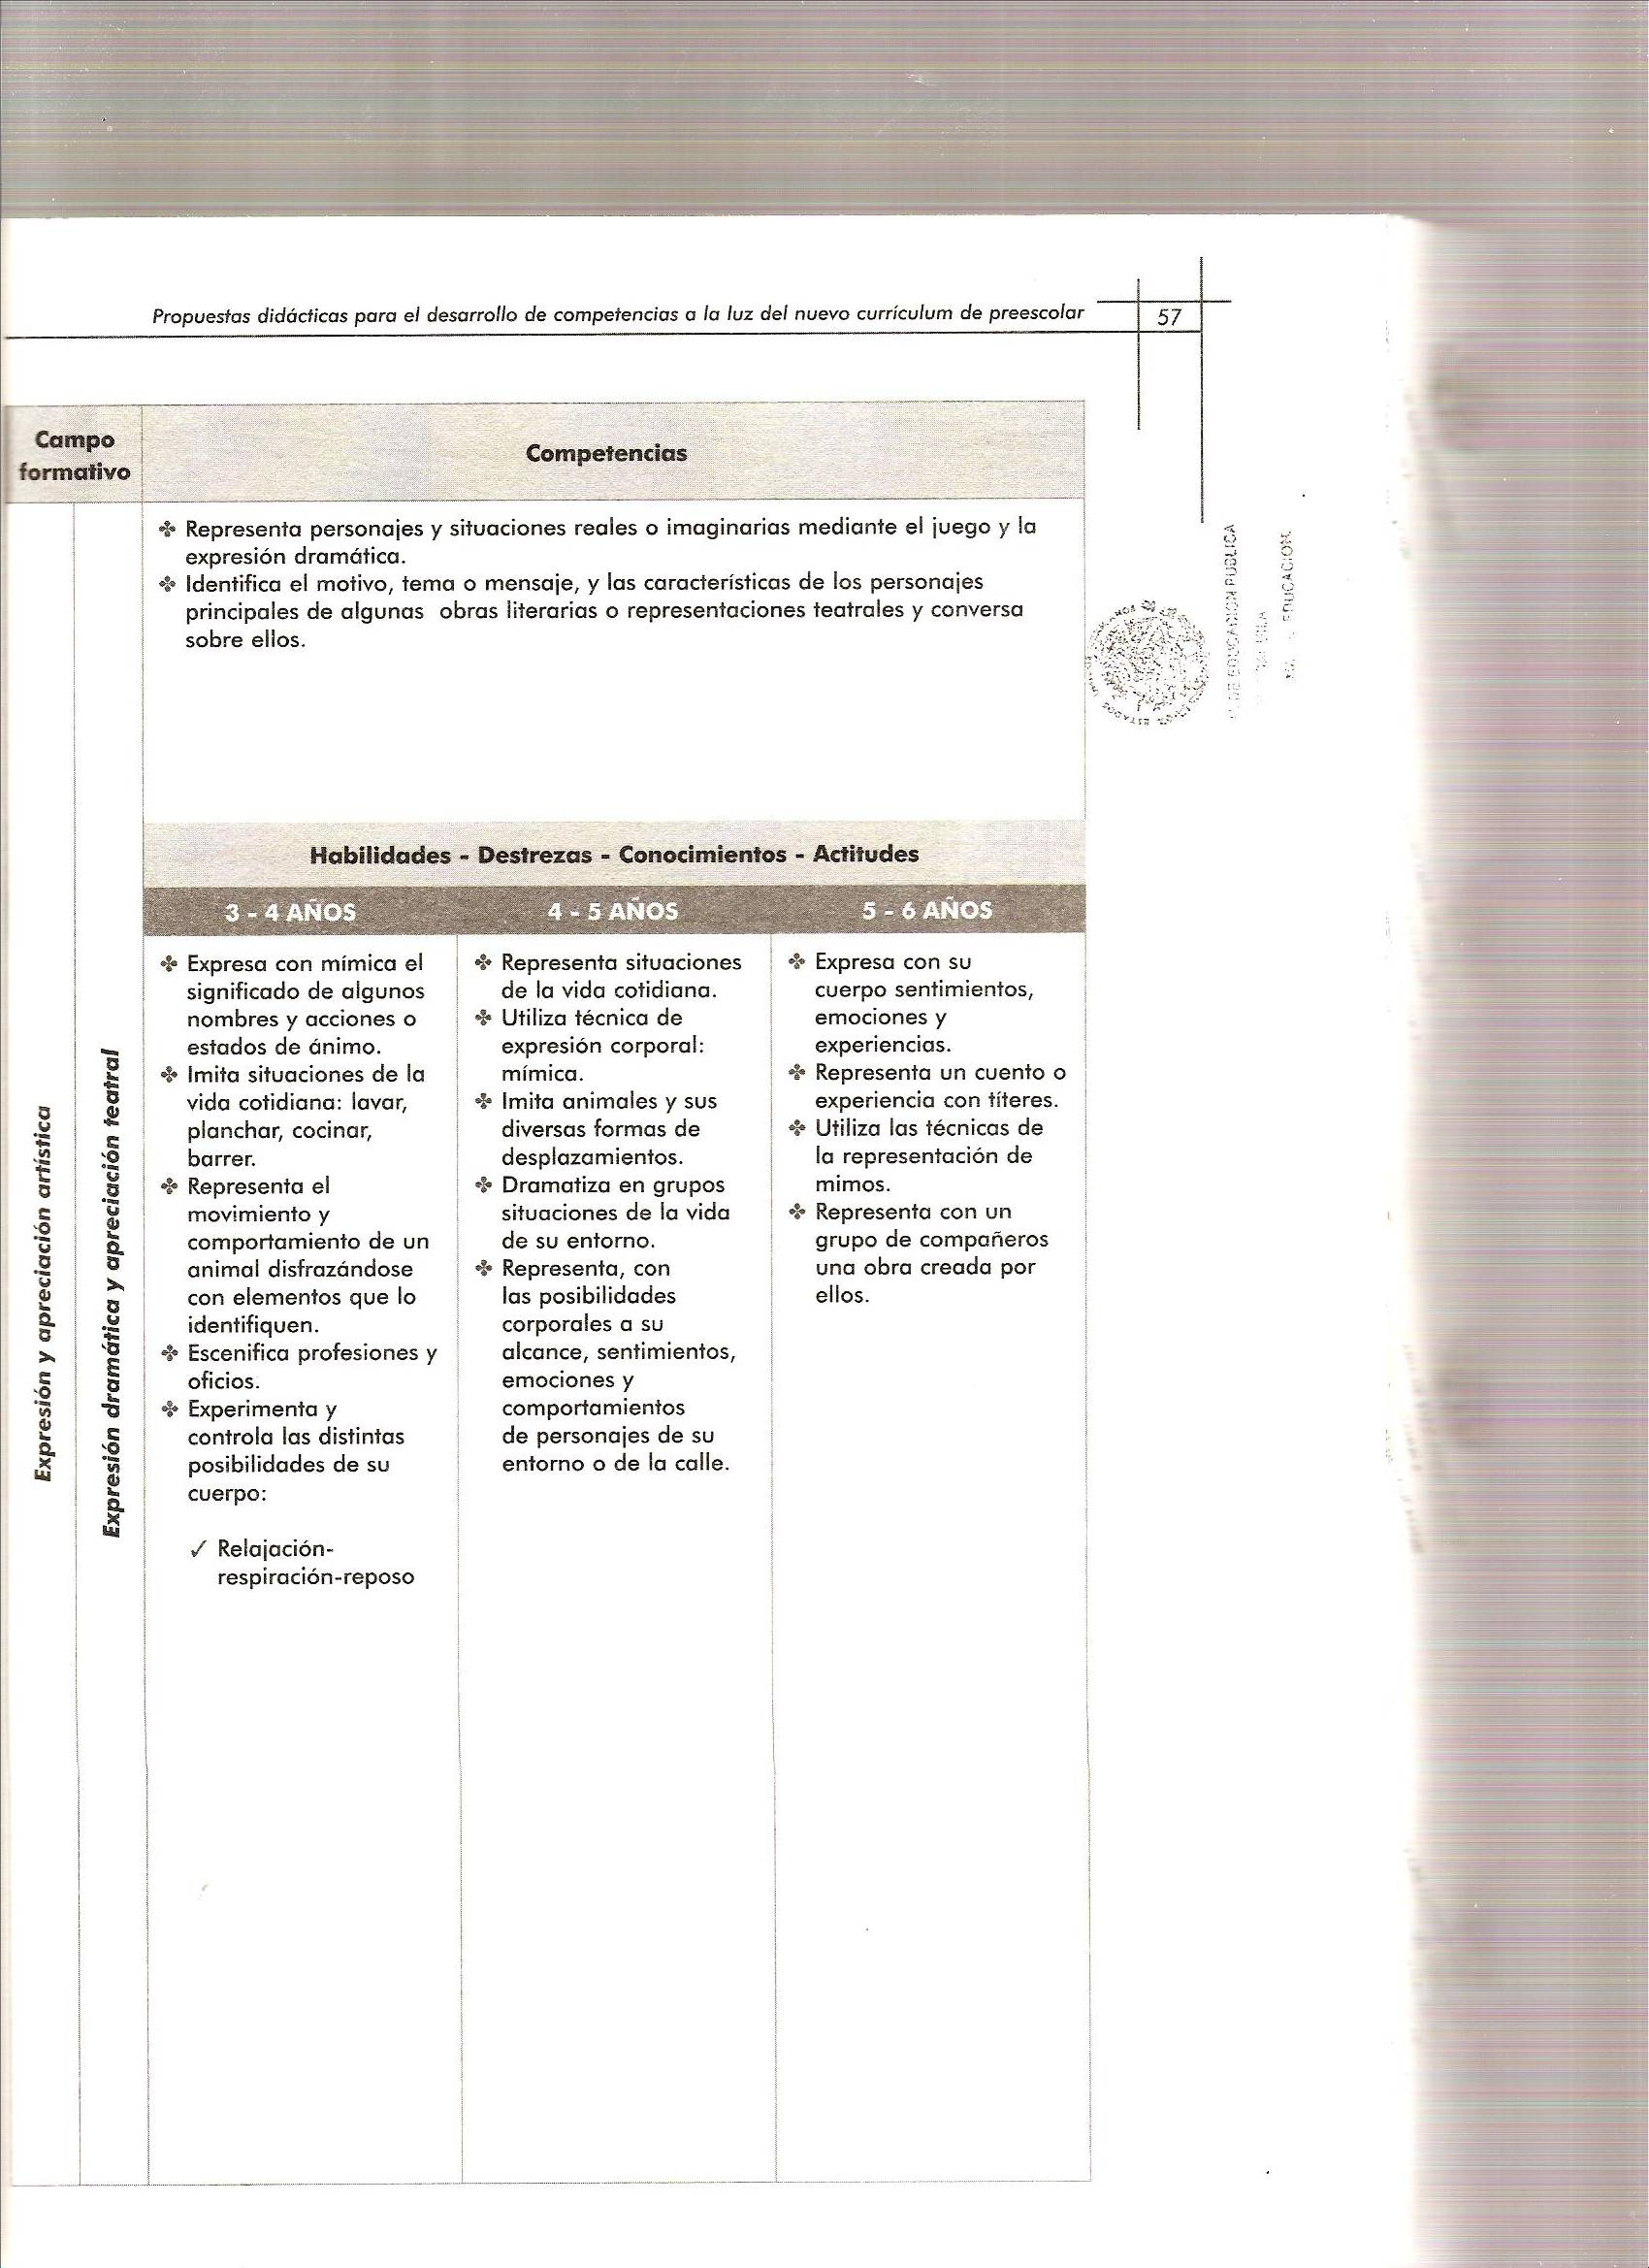 Propuestas didácticas para el desarrollo de competencias a la luz del nuevo currículum de preescolar
57
Campo
formativo
Competencias
Representa personajes y situaciones reales o imaginarias mediante el juego y la
expresión dramática.
Identifica el motivo, tema o mensaje, y las características de los personajes
principales de algunas obras literarias o representaciones teatrales y conversa
sobre ellos.
DE EDUCACION PUBLICA
EDUCACION
ESTADOS
Expresión y apreciación artística
Expresión dramática y apreciación teatral
Habilidades - Destrezas - Conocimientos - Actitudes
3 - 4 AÑOS
Expresa con mímica el
significado de algunos
nombres y acciones o
estados de ánimo.
Imita situaciones de la
vida cotidiana: lavar,
planchar, cocinar,
barrer.
Representa el
movimiento y
comportamiento de un
animal disfrazándose
con elementos que lo
identifiquen.
Escenifica profesiones y
oficios.
Experimenta y
controla las distintas
posibilidades de su
cuerpo:
✓ Relajación-
respiración-reposo
4 - 5 AÑOS
Representa situaciones
de la vida cotidiana.
Utiliza técnica de
expresión corporal:
mímica.
Imita animales y sus
diversas formas de
desplazamientos.
Dramatiza en grupos
situaciones de la vida
de su entorno.
Representa, con
las posibilidades
corporales a su
alcance, sentimientos,
emociones y
comportamientos
de personajes de su
entorno o de la calle.
5 - 6 AÑOS
Expresa con su
cuerpo sentimientos,
emociones y
experiencias.
Representa un cuento o
experiencia con títeres.
Utiliza las técnicas de
la representación de
mimos.
Representa con un
grupo de compañeros
una obra creada por
ellos.